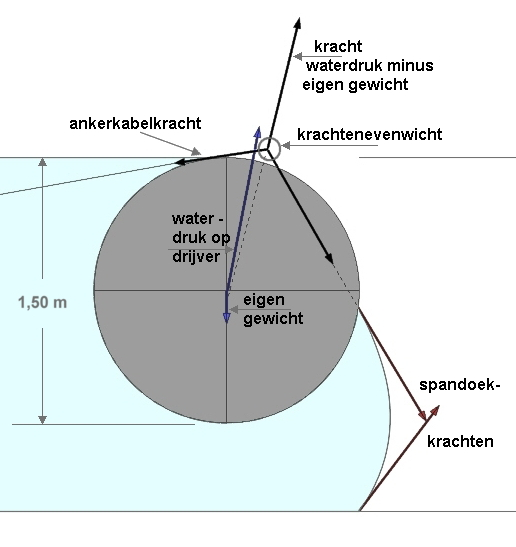 kracht
waterdruk minus
eigen gewicht
ankerkabelkracht
krachtenevenwicht
water -
druk op
drijver
1,50 m
eigen
gewicht
spandoek-
krachten